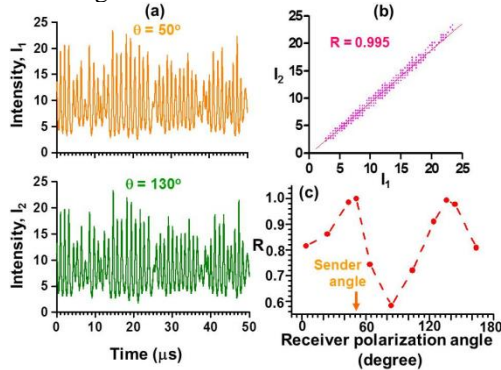 (a)
θ = 50°
Intensity, I₁
25
20
15
10
5
0
θ = 130°
Intensity, I₂
25
20
15
10
5
0
0 10 20 30 40 50
Time (μs)
(b)
R = 0.995
I₂
25
20
15
10
5
0
0 5 10 15 20 25
I₁
(c)
R
1.0
0.9
0.8
0.7
0.6
Sender
angle
0 60 120 180
Receiver polarization angle
(degree)